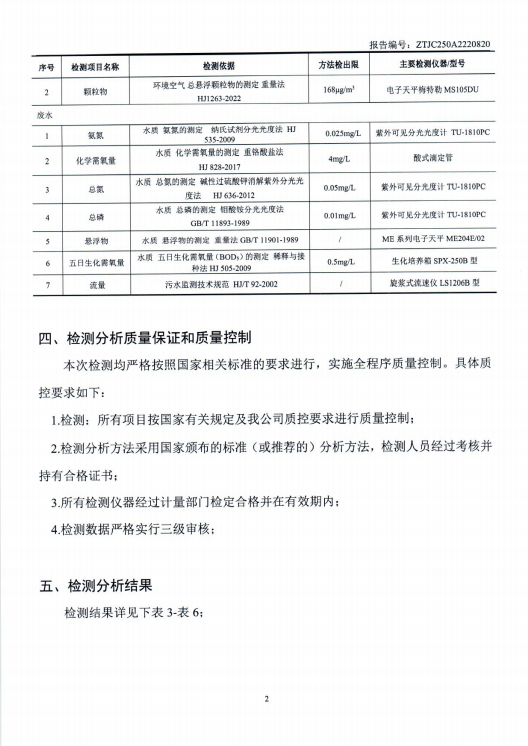 报告编号：ZTJC250A2220820
序号 检测项目名称 检测依据 方法检出限 主要检测仪器/型号
2 颗粒物 环境空气 总悬浮颗粒物的测定 重量法 168μg/m³ 电子天平梅特勒 MS105DU
HJ1263-2022
废水
1 氨氮 水质 氨氮的测定 纳氏试剂分光光度法 HJ 0.025mg/L 紫外可见分光光度计 TU-1810PC
535-2009
2 化学需氧量 水质 化学需氧量的测定 重铬酸盐法 4mg/L 酸式滴定管
HJ 828-2017
3 总氮 水质 总氮的测定 碱性过硫酸钾消解紫外分光光 0.05mg/L 紫外可见分光度计 TU-1810PC
度法 HJ 636-2012
4 总磷 水质 总磷的测定 钼酸铵分光光度法 0.01mg/L 紫外可见分光度计 TU-1810PC
GB/T 11893-1989
5 悬浮物 水质 悬浮物的测定 重量法 GB/T 11901-1989 / ME 系列电子天平 ME204E/02
6 五日生化需氧量 水质 五日生化需氧量（BOD₅）的测定 稀释与接 0.5mg/L 生化培养箱 SPX-250B 型
种法 HJ 505-2009
7 流量 污水监测技术规范 HJ/T 92-2002 / 旋浆式流速仪 LS1206B 型
四、检测分析质量保证和质量控制
本次检测均严格按照国家相关标准的要求进行，实施全程序质量控制。具体质
控要求如下：
1.检测：所有项目按国家有关规定及我公司质控要求进行质量控制；
2.检测分析方法采用国家颁布的标准（或推荐的）分析方法，检测人员经过考核并
持有合格证书；
3.所有检测仪器经过计量部门检定合格并在有效期内；
4.检测数据严格实行三级审核；
五、检测分析结果
检测结果详见下表 3-表 6；
2